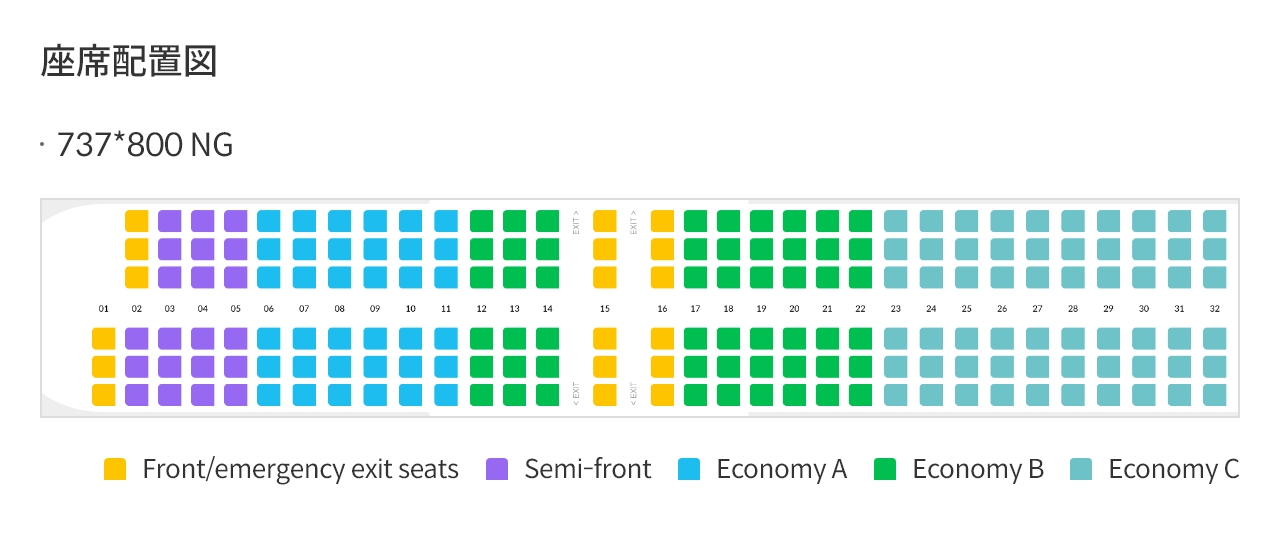 座席配置図
· 737*800 NG
EXIT > EXIT >
01 02 03 04 05 06 07 08 09 10 11 12 13 14 15 16 17 18 19 20 21 22 23 24 25 26 27 28 29 30 31 32
< EXIT < EXIT
Front/emergency exit seats Semi-front Economy A Economy B Economy C